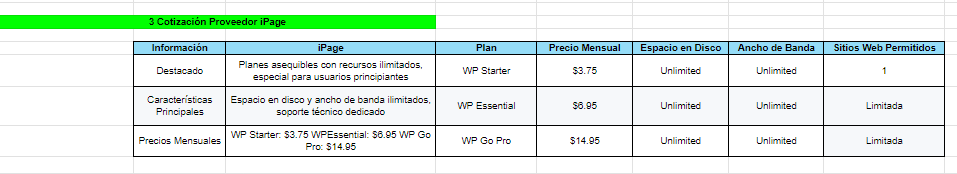 3 Cotización Proveedor iPage
Información iPage Plan Precio Mensual Espacio en Disco Ancho de Banda Sitios Web Permitidos
Destacado
Planes asequibles con recursos ilimitados,
especial para usuarios principiantes
WP Starter $3.75 Unlimited Unlimited 1
Características
Principales
Espacio en disco y ancho de banda ilimitados,
soporte técnico dedicado
WP Essential $6.95 Unlimited Unlimited Limitada
Precios Mensuales
WP Starter: $3.75 WPEssential: $6.95 WP Go
Pro: $14.95
WP Go Pro $14.95 Unlimited Unlimited Limitada